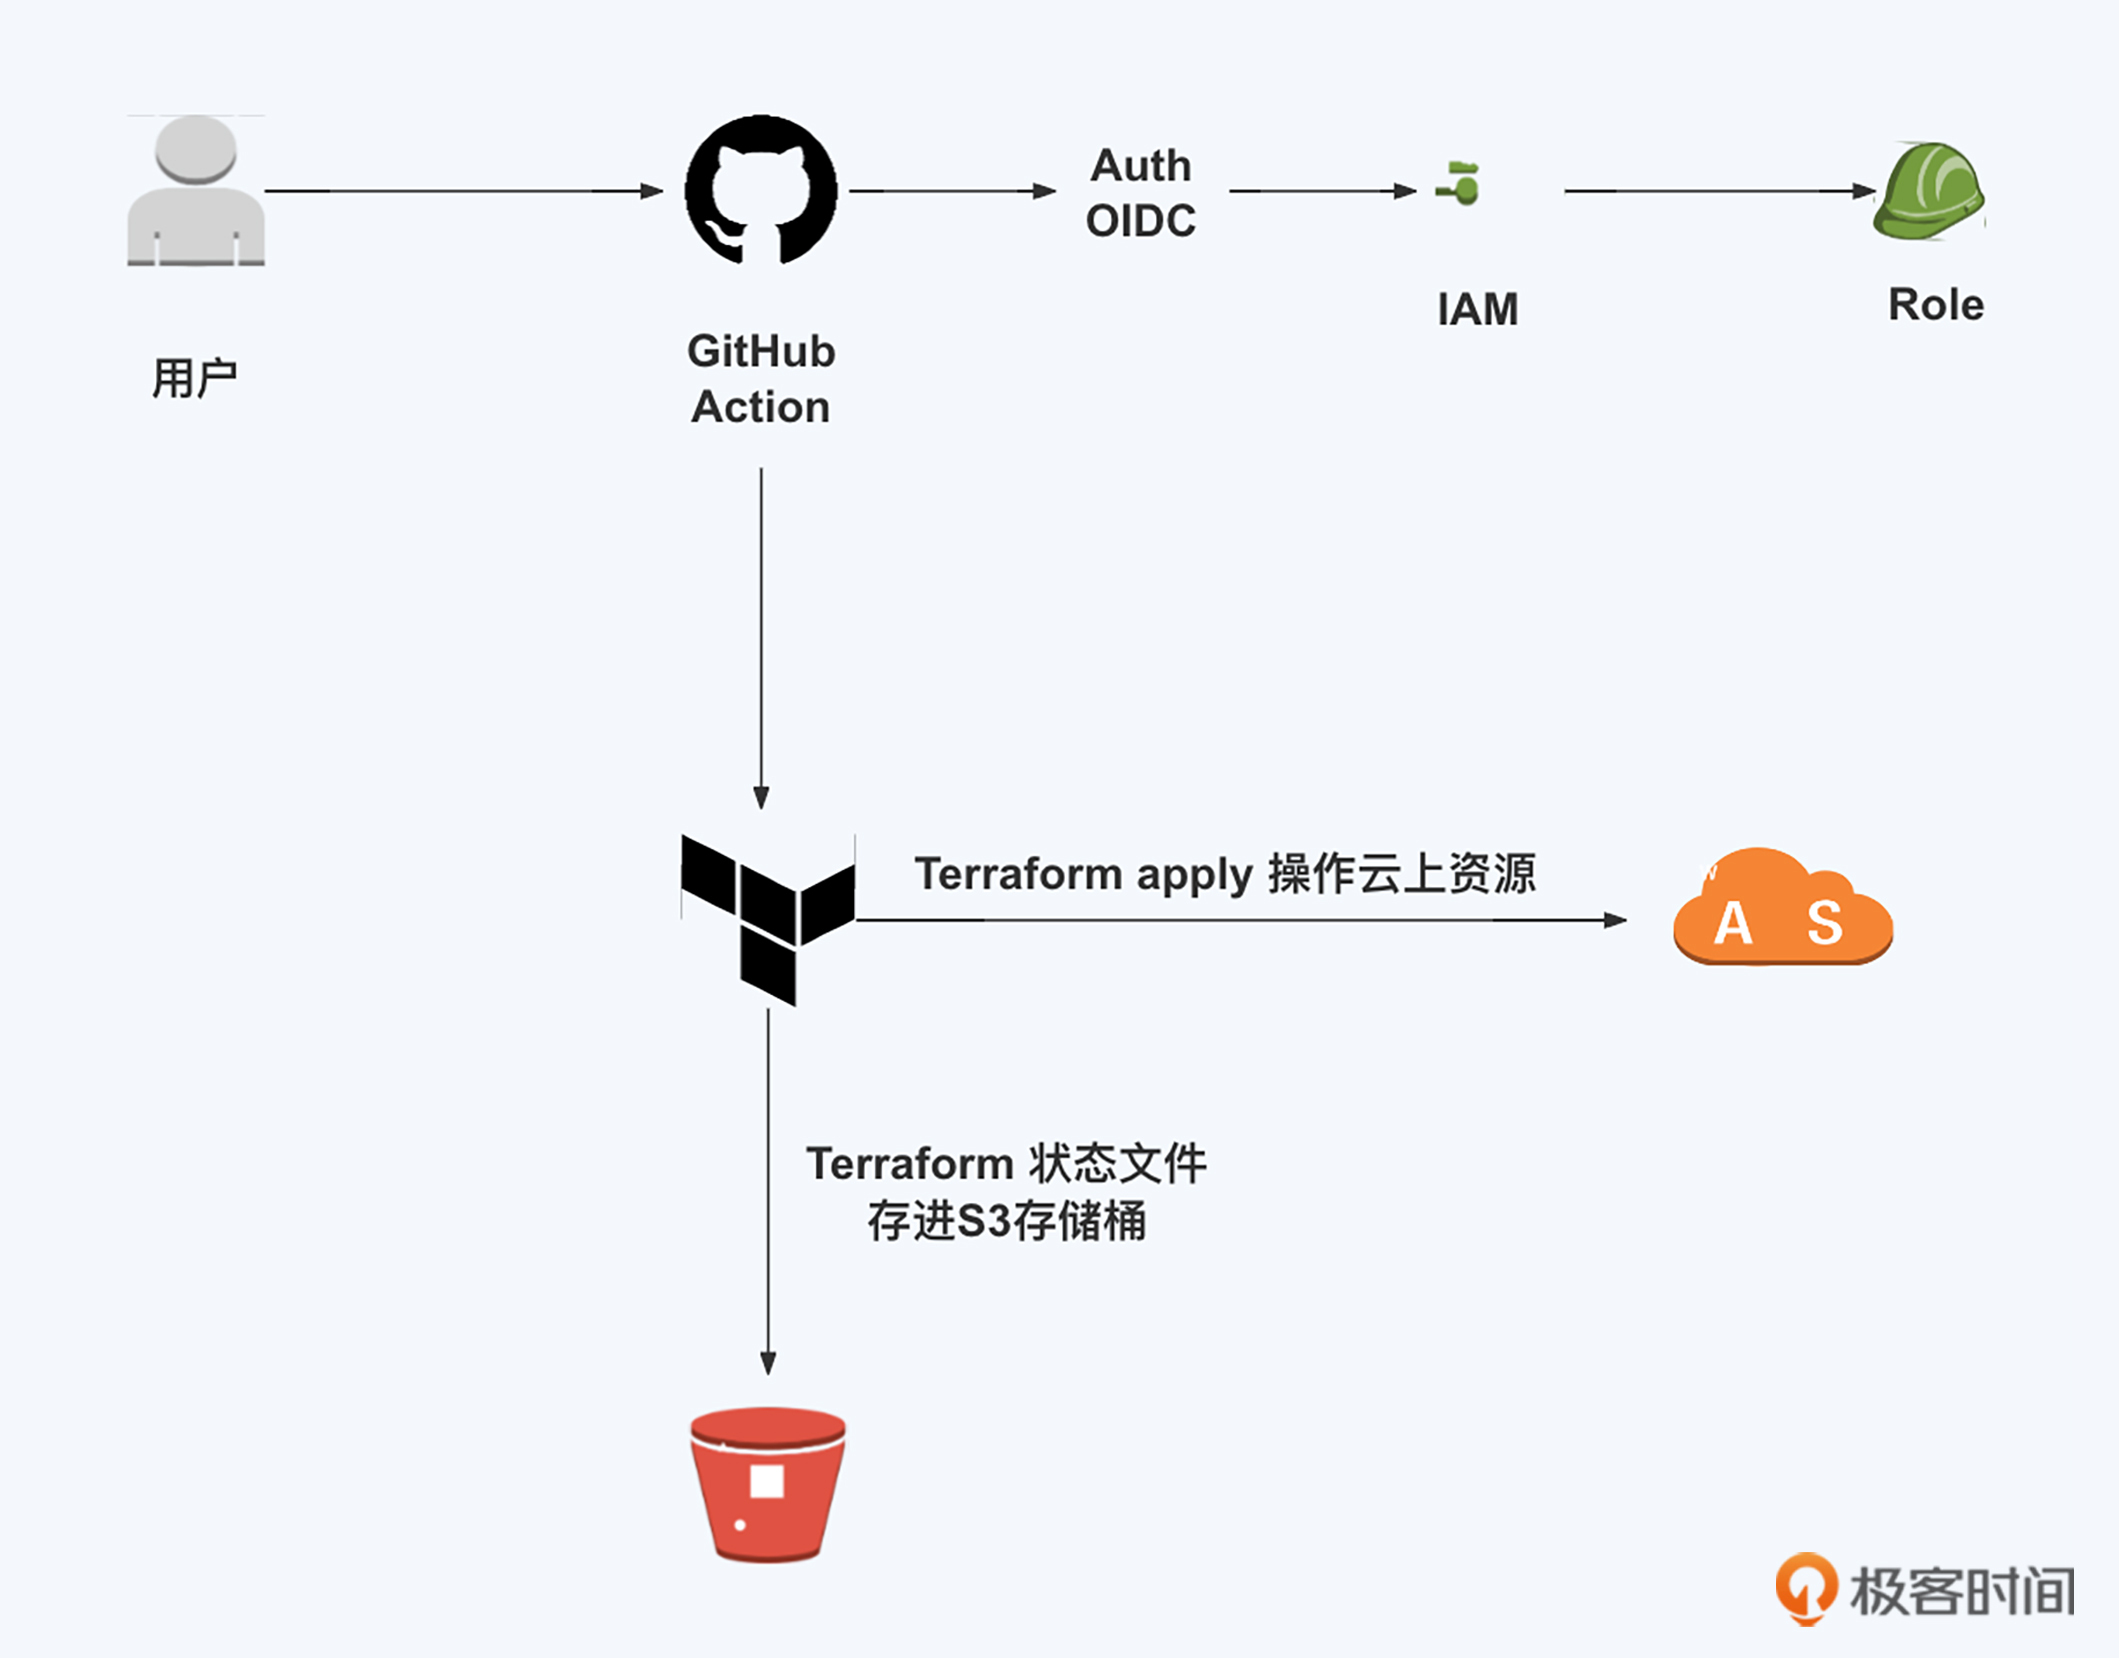 用户
GitHub
Action
Auth
OIDC
IAM
Role
Terraform apply 操作云上资源
W
A S
Terraform 状态文件
存进S3存储桶
极客时间